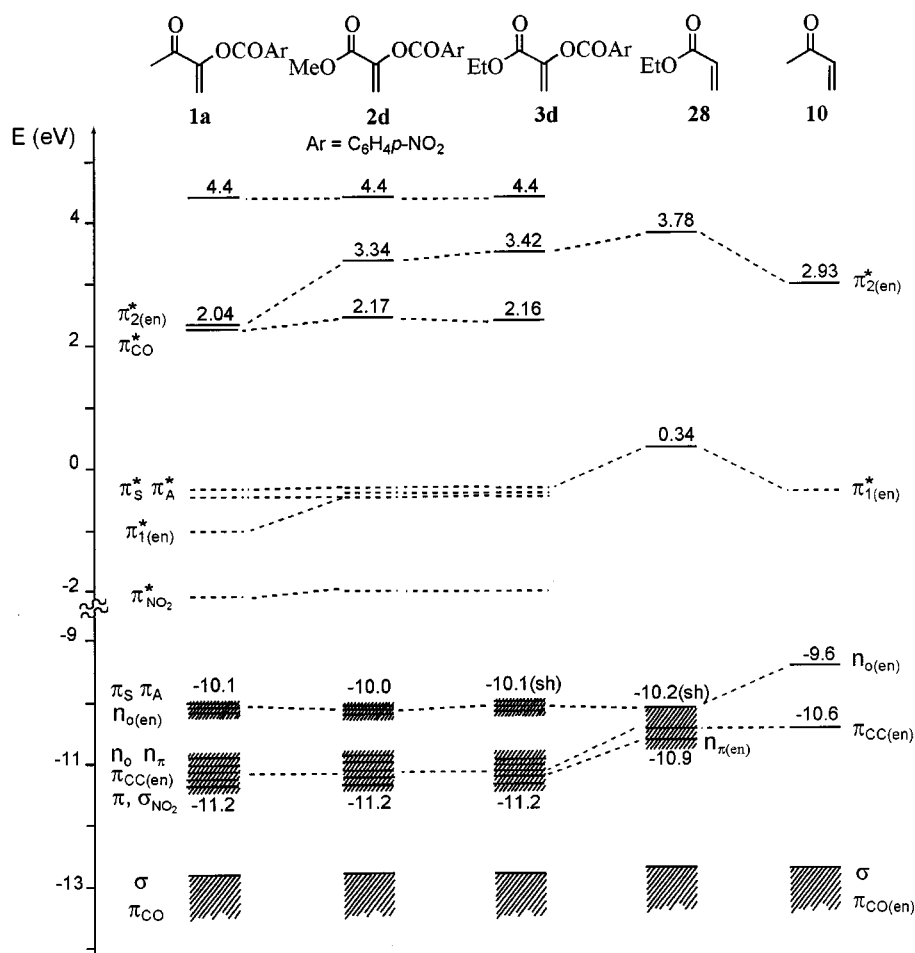 O O O O O
OCOAr MeO OCOAr EtO OCOAr EtO
1a 2d 3d 28 10
E (eV)
Ar = C₆H₄p-NO₂
4.4 4.4 4.4
4
3.34 3.42 3.78 2.93
π*2(en) 2.04 2.17 2.16 π*2(en)
π*CO
2
0.34
0
π*S π*A π*1(en)
π*1(en)
-2 π*NO₂
-9
-9.6 no(en)
πS πA -10.1 -10.0 -10.1(sh) -10.2(sh)
no(en)
-10.6 πCC(en)
-11 no nπ nπ(en)
πCC(en) -10.9
π, σNO₂ -11.2 -11.2 -11.2
-13 σ σ
πCO πCO(en)